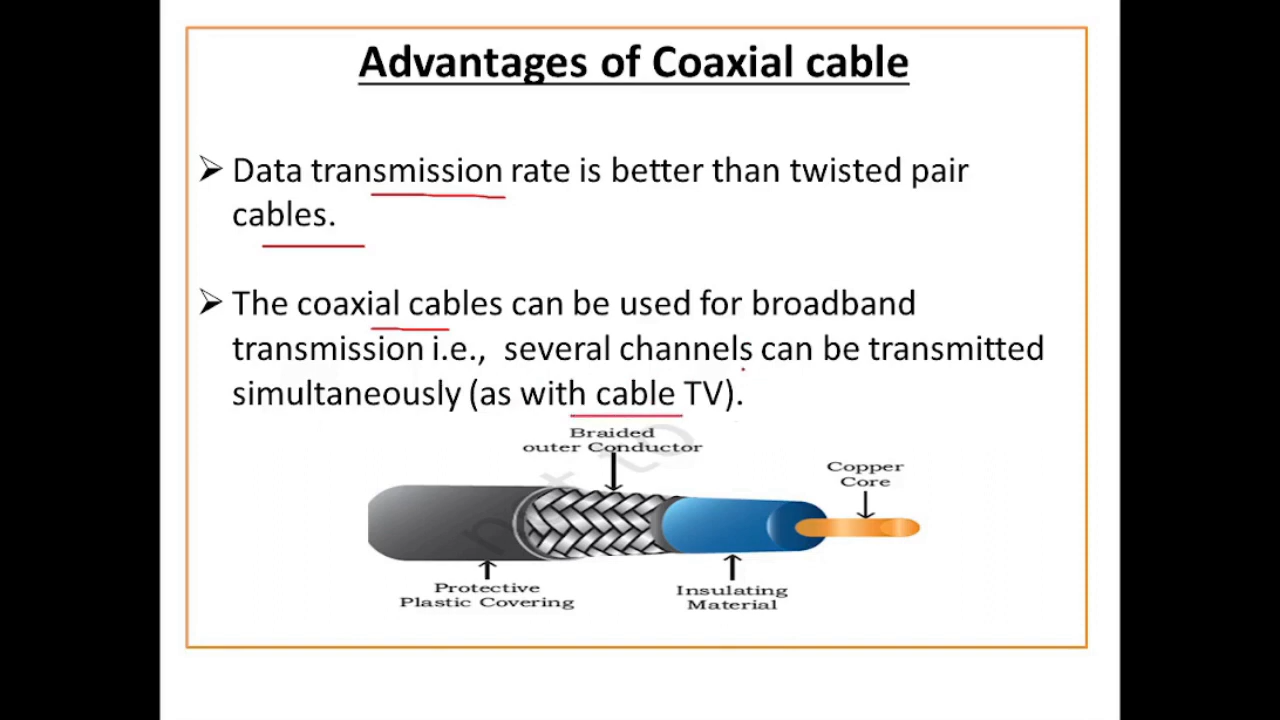 Advantages of Coaxial cable
Data transmission rate is better than twisted pair
cables.
The coaxial cables can be used for broadband
transmission i.e., several channels can be transmitted
simultaneously (as with cable TV).
Braided
outer Conductor
Copper
Core
Protective
Plastic Covering
Insulating
Material